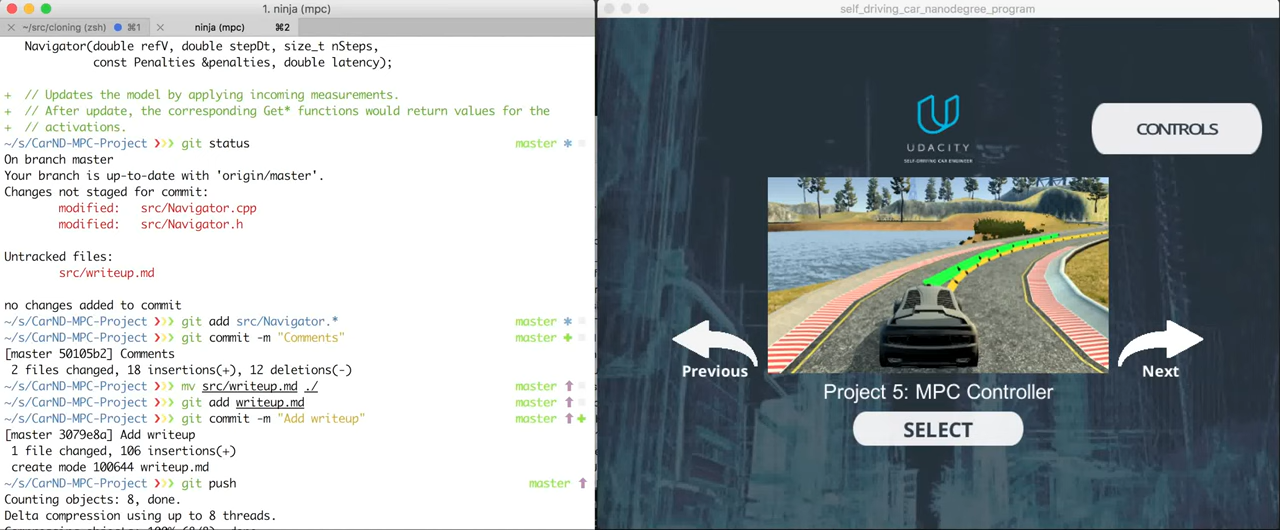 1. ninja (mpc)
~/src/cloning (zsh) ⌘1
ninja (mpc) ⌘2
Navigator(double refV, double stepDt, size_t nSteps,
const Penalties &penalties, double latency);
+ // Updates the model by applying incoming measurements.
+ // After update, the corresponding Get* functions would return values for the
+ // activations.
~/s/CarND-MPC-Project ❯❯❯ git status master ✱
On branch master
Your branch is up-to-date with 'origin/master'.
Changes not staged for commit:
modified: src/Navigator.cpp
modified: src/Navigator.h
Untracked files:
src/writeup.md
no changes added to commit
~/s/CarND-MPC-Project ❯❯❯ git add src/Navigator.* master ✱
~/s/CarND-MPC-Project ❯❯❯ git commit -m "Comments" master ✚
[master 50105b2] Comments
2 files changed, 18 insertions(+), 12 deletions(-)
~/s/CarND-MPC-Project ❯❯❯ mv src/writeup.md ./ master ⬆
~/s/CarND-MPC-Project ❯❯❯ git add writeup.md master ⬆
~/s/CarND-MPC-Project ❯❯❯ git commit -m "Add writeup" master ⬆✚
[master 3079e8a] Add writeup
1 file changed, 106 insertions(+)
create mode 100644 writeup.md
~/s/CarND-MPC-Project ❯❯❯ git push master ⬆
Counting objects: 8, done.
Delta compression using up to 8 threads.
self_driving_car_nanodegree_program
UDACITY
SELF-DRIVING CAR ENGINEER
CONTROLS
Previous
Next
Project 5: MPC Controller
SELECT